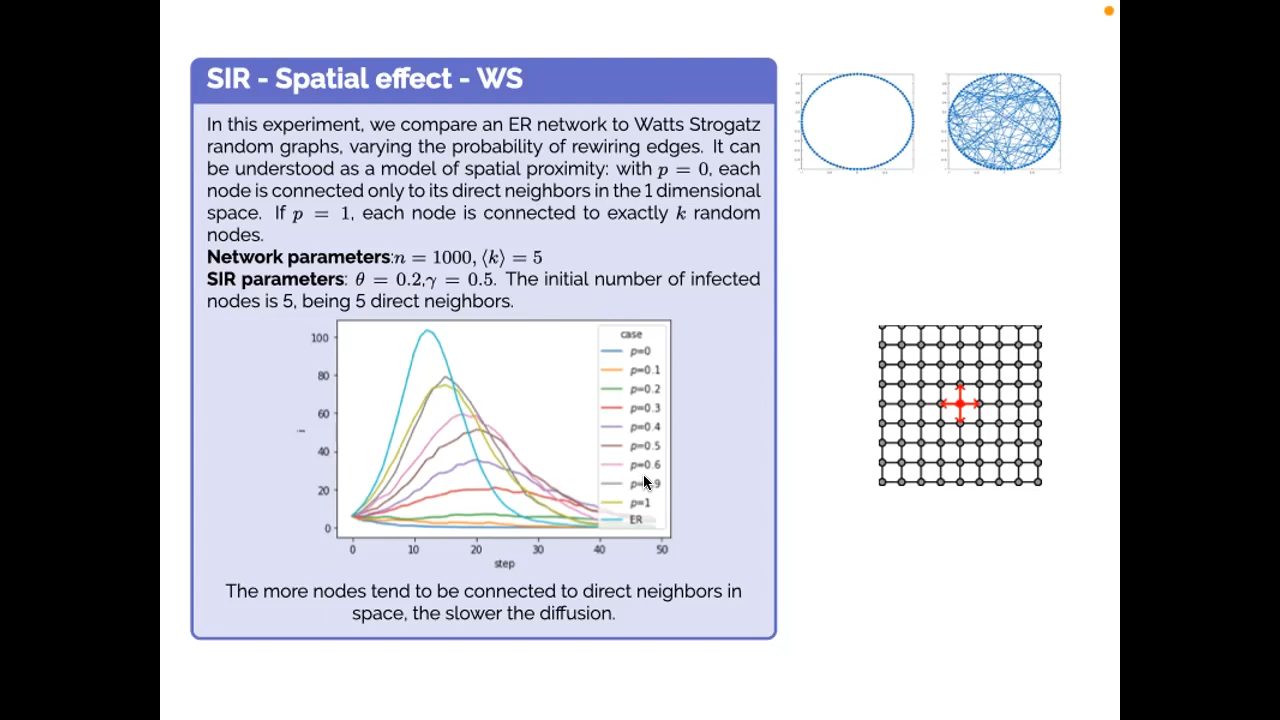 SIR - Spatial effect - WS
In this experiment, we compare an ER network to Watts Strogatz
random graphs, varying the probability of rewiring edges. It can
be understood as a model of spatial proximity: with p = 0, each
node is connected only to its direct neighbors in the 1 dimensional
space. If p = 1, each node is connected to exactly k random
nodes.
Network parameters:n = 1000, ⟨k⟩ = 5
SIR parameters: θ = 0.2,γ = 0.5. The initial number of infected
nodes is 5, being 5 direct neighbors.
100
80
60
40
20
0
0 10 20 30 40 50
step
case
p=0
p=0.1
p=0.2
p=0.3
p=0.4
p=0.5
p=0.6
p=1
ER
The more nodes tend to be connected to direct neighbors in
space, the slower the diffusion.